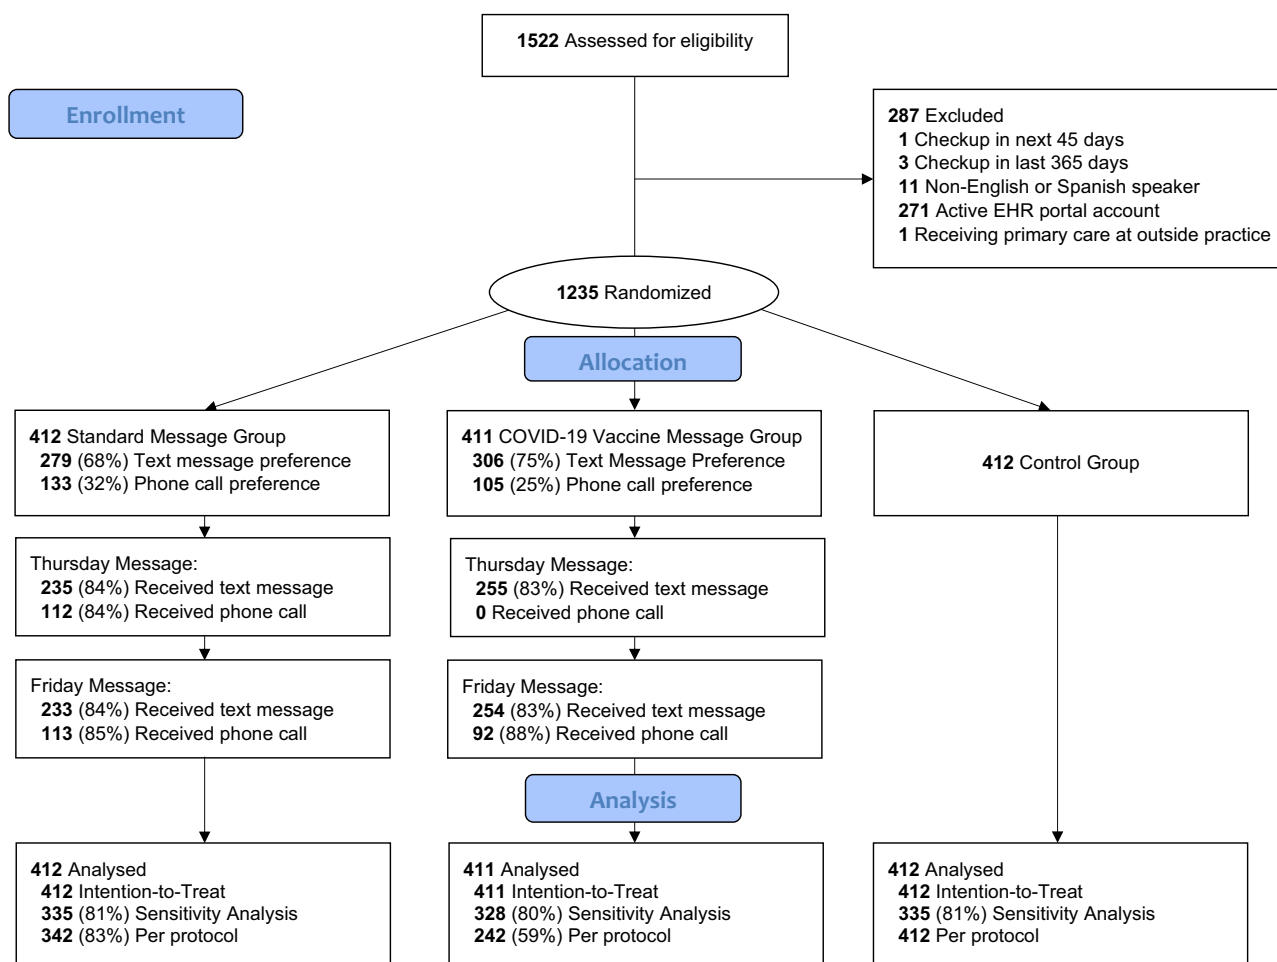 1522 Assessed for eligibility
Enrollment
287 Excluded
1 Checkup in next 45 days
3 Checkup in last 365 days
11 Non-English or Spanish speaker
271 Active EHR portal account
1 Receiving primary care at outside practice
1235 Randomized
Allocation
412 Standard Message Group
279 (68%) Text message preference
133 (32%) Phone call preference
411 COVID-19 Vaccine Message Group
306 (75%) Text Message Preference
105 (25%) Phone call preference
412 Control Group
Thursday Message:
235 (84%) Received text message
112 (84%) Received phone call
Thursday Message:
255 (83%) Received text message
0 Received phone call
Friday Message:
233 (84%) Received text message
113 (85%) Received phone call
Friday Message:
254 (83%) Received text message
92 (88%) Received phone call
Analysis
412 Analysed
412 Intention-to-Treat
335 (81%) Sensitivity Analysis
342 (83%) Per protocol
411 Analysed
411 Intention-to-Treat
328 (80%) Sensitivity Analysis
242 (59%) Per protocol
412 Analysed
412 Intention-to-Treat
335 (81%) Sensitivity Analysis
412 Per protocol